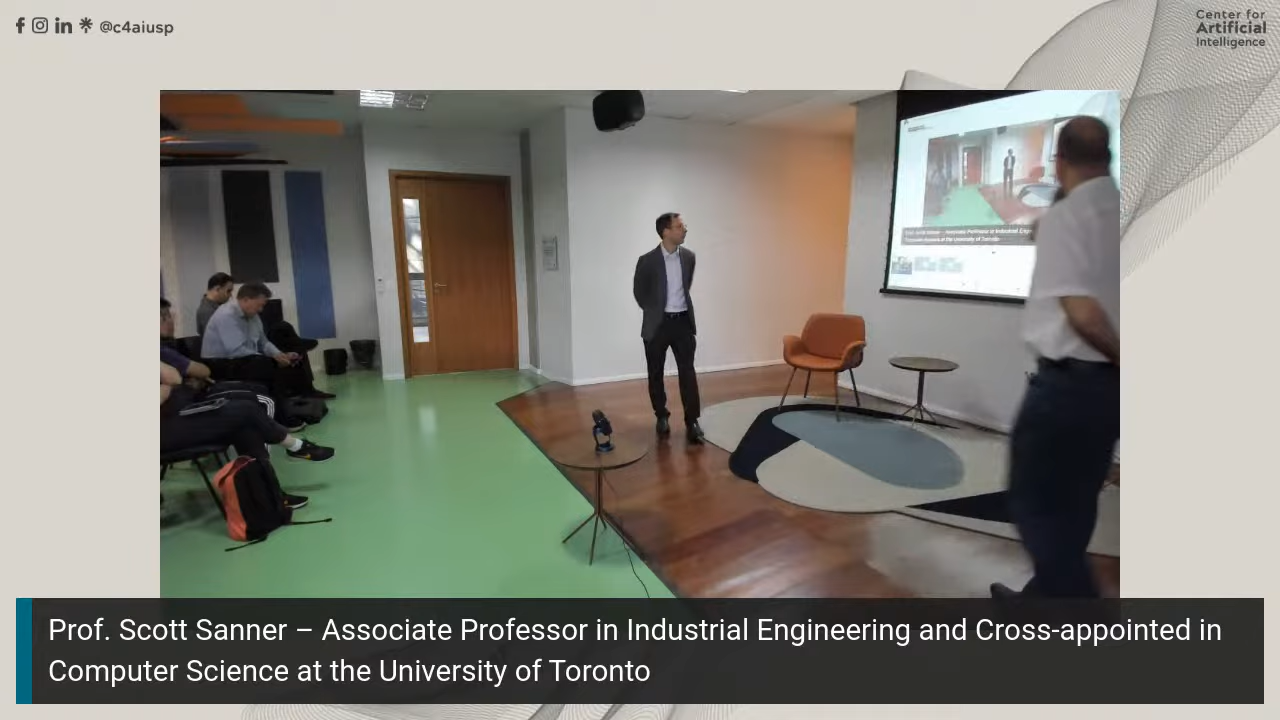 @c4aiusp
Center for
Artificial
Intelligence
Prof. Scott Sanner – Associate Professor in Industrial Engineering and Cross-appointed in
Computer Science at the University of Toronto